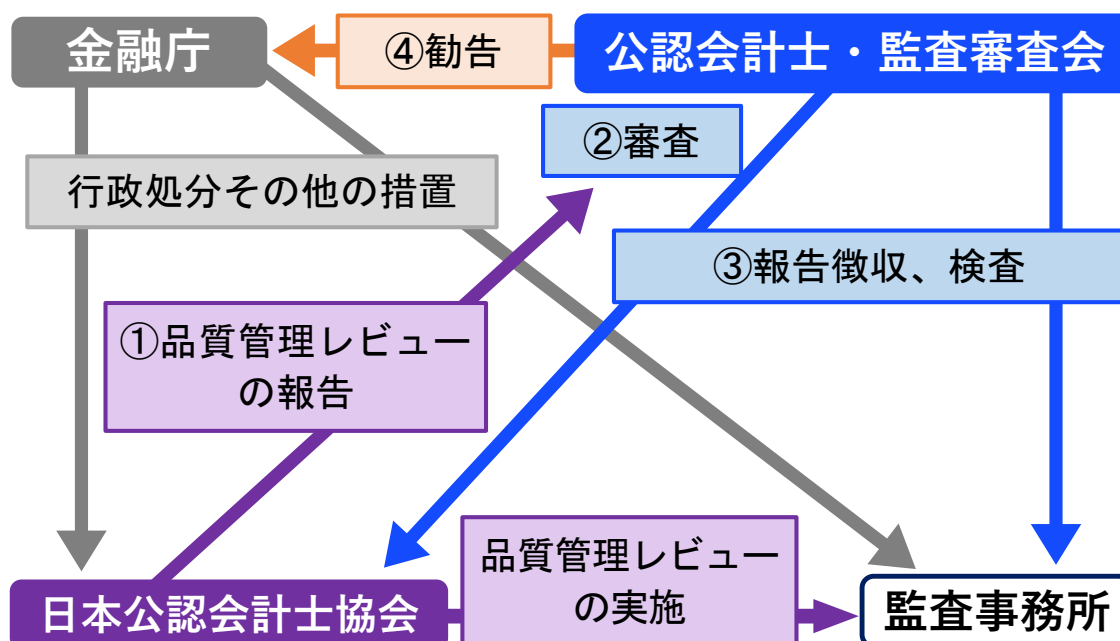 金融庁
④勧告
公認会計士・監査審査会
②審査
行政処分その他の措置
③報告徴収、検査
①品質管理レビュー
の報告
品質管理レビュー
の実施
日本公認会計士協会
監査事務所